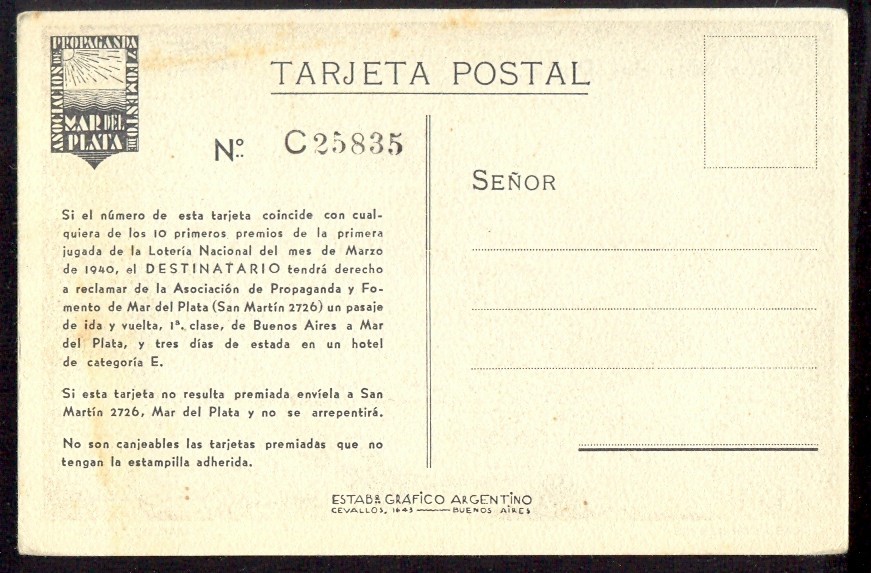 ASOCIACION DE PROPAGANDA Y FOMENTO DE
MAR DEL
PLATA
TARJETA POSTAL
Nº C25835
Si el número de esta tarjeta coincide con cual-
quiera de los 10 primeros premios de la primera
jugada de la Lotería Nacional del mes de Marzo
de 1940, el DESTINATARIO tendrá derecho
a reclamar de la Asociación de Propaganda y Fo-
mento de Mar del Plata (San Martín 2726) un pasaje
de ida y vuelta, 1ª. clase, de Buenos Aires a Mar
del Plata, y tres días de estada en un hotel
de categoría E.
Si esta tarjeta no resulta premiada envíela a San
Martín 2726, Mar del Plata y no se arrepentirá.
No son canjeables las tarjetas premiadas que no
tengan la estampilla adherida.
SEÑOR
ESTABº GRÁFICO ARGENTINO
CEVALLOS, 1643 — BUENOS AIRES